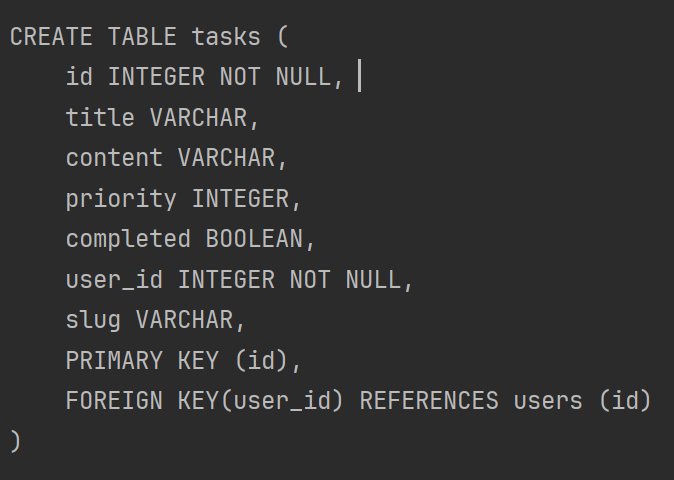 CREATE TABLE tasks (
    id INTEGER NOT NULL,
    title VARCHAR,
    content VARCHAR,
    priority INTEGER,
    completed BOOLEAN,
    user_id INTEGER NOT NULL,
    slug VARCHAR,
    PRIMARY KEY (id),
    FOREIGN KEY(user_id) REFERENCES users (id)
)